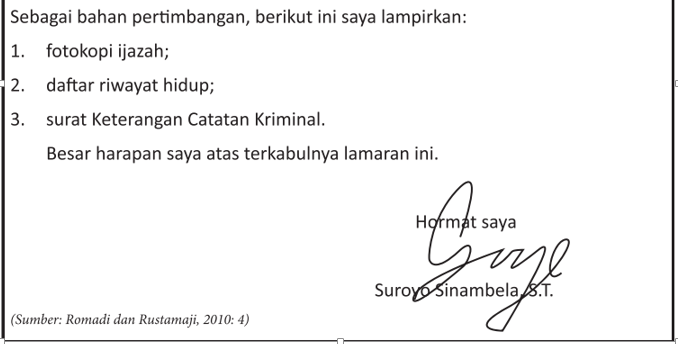 Sebagai bahan pertimbangan, berikut ini saya lampirkan:
1. fotokopi ijazah;
2. daftar riwayat hidup;
3. surat Keterangan Catatan Kriminal.
Besar harapan saya atas terkabulnya lamaran ini.
Hormat saya
Suroyo Sinambela, S.T.
(Sumber: Romadi dan Rustamaji, 2010: 4)